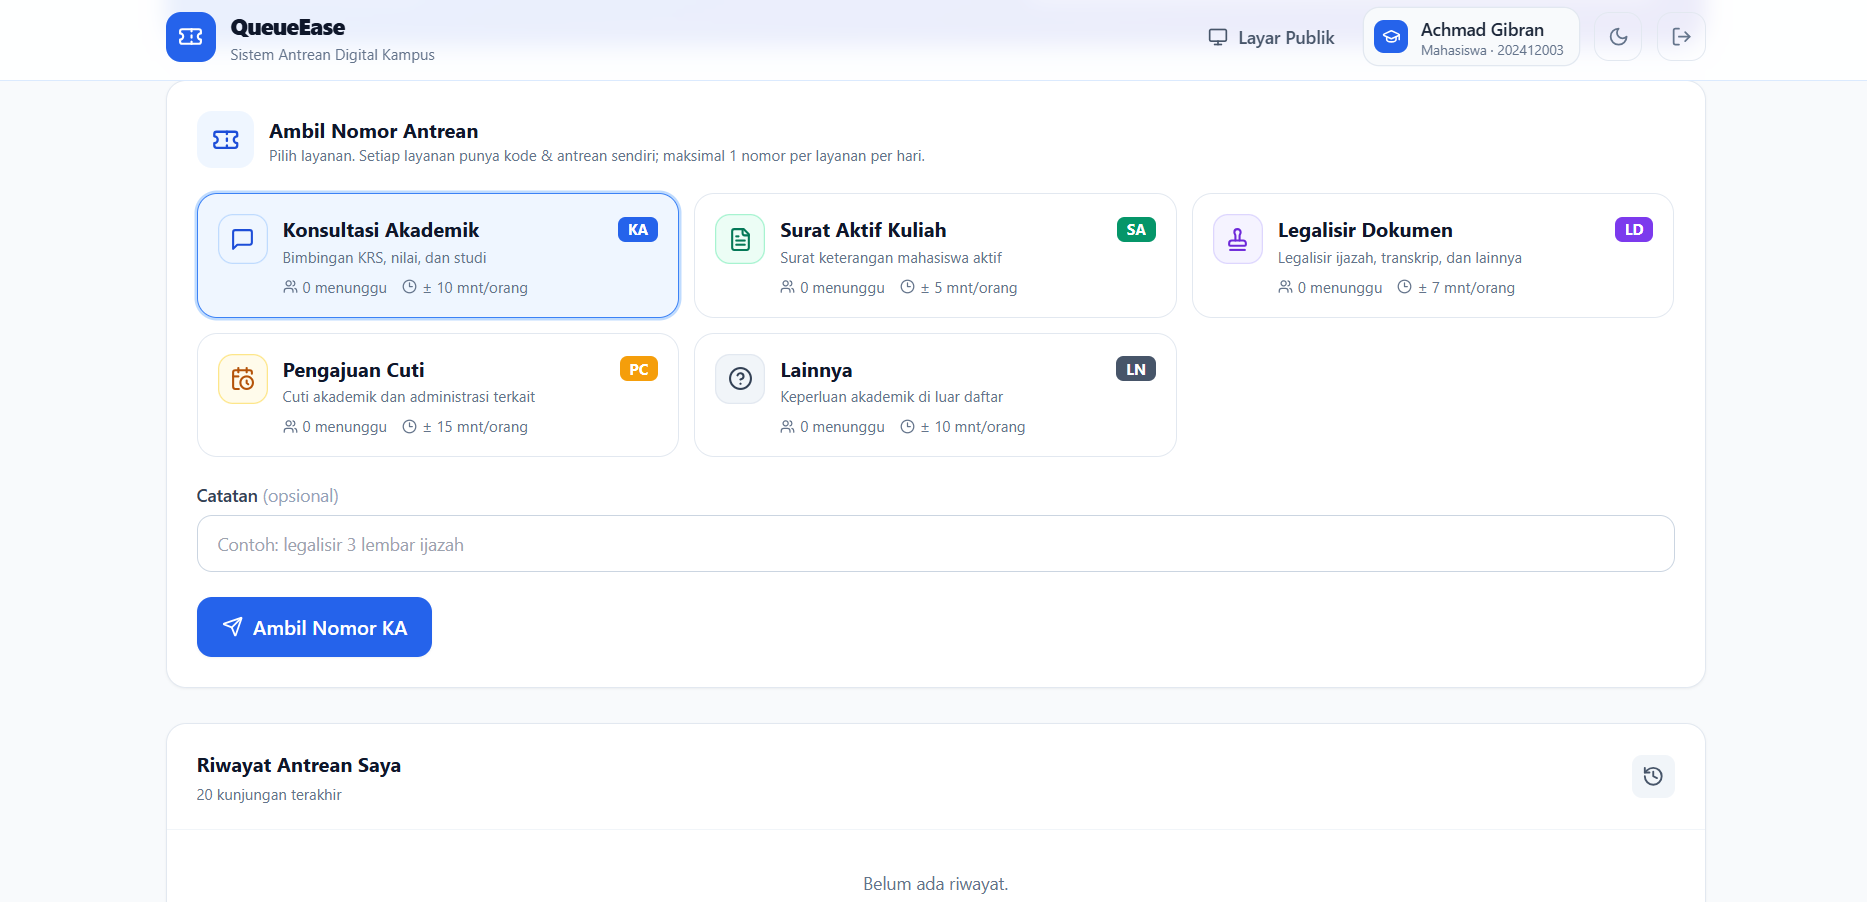 QueueEase
Sistem Antrean Digital Kampus
Layar Publik
Achmad Gibran
Mahasiswa · 202412003
Ambil Nomor Antrean
Pilih layanan. Setiap layanan punya kode & antrean sendiri; maksimal 1 nomor per layanan per hari.
Konsultasi Akademik
KA
Bimbingan KRS, nilai, dan studi
0 menunggu
± 10 mnt/orang
Surat Aktif Kuliah
SA
Surat keterangan mahasiswa aktif
0 menunggu
± 5 mnt/orang
Legalisir Dokumen
LD
Legalisir ijazah, transkrip, dan lainnya
0 menunggu
± 7 mnt/orang
Pengajuan Cuti
PC
Cuti akademik dan administrasi terkait
0 menunggu
± 15 mnt/orang
Lainnya
LN
Keperluan akademik di luar daftar
0 menunggu
± 10 mnt/orang
Catatan (opsional)
Contoh: legalisir 3 lembar ijazah
Ambil Nomor KA
Riwayat Antrean Saya
20 kunjungan terakhir
Belum ada riwayat.